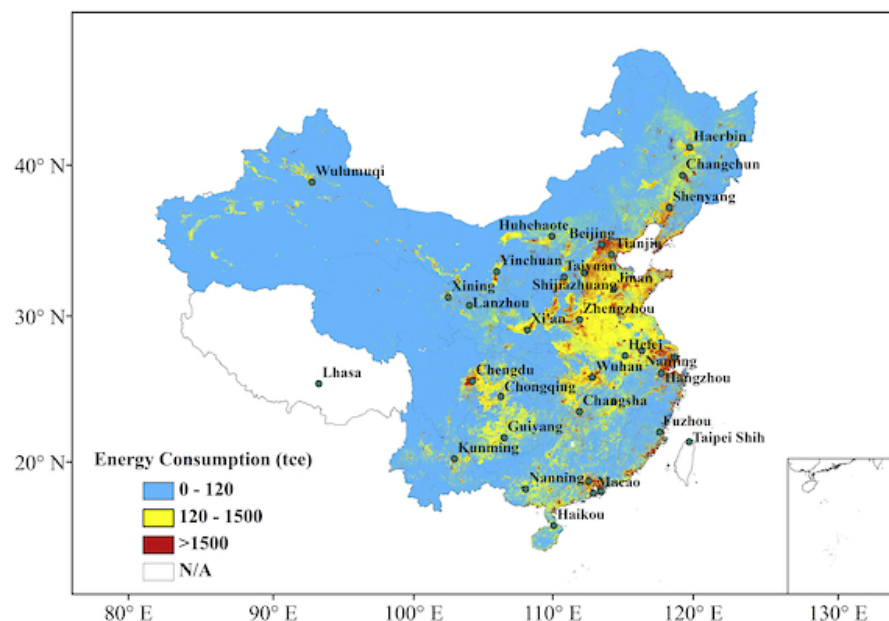 Haerbin
Changchun
40° N
Wulumuqi
Shenyang
Huhehaote
Beijing
Tianjin
Yinchuan
Taiyuan
Xining
Shijiazhuang
Jinan
Lanzhou
30° N
Xi'an
Zhengzhou
Hefei
Nanjing
Lhasa
Chengdu
Wuhan
Hangzhou
Chongqing
Changsha
Guiyang
Fuzhou
Taipei Shih
Kunming
20° N
Energy Consumption (tce)
Nanning
Macao
0 - 120
120 - 1500
Haikou
>1500
N/A
80° E
90° E
100° E
110° E
120° E
130° E